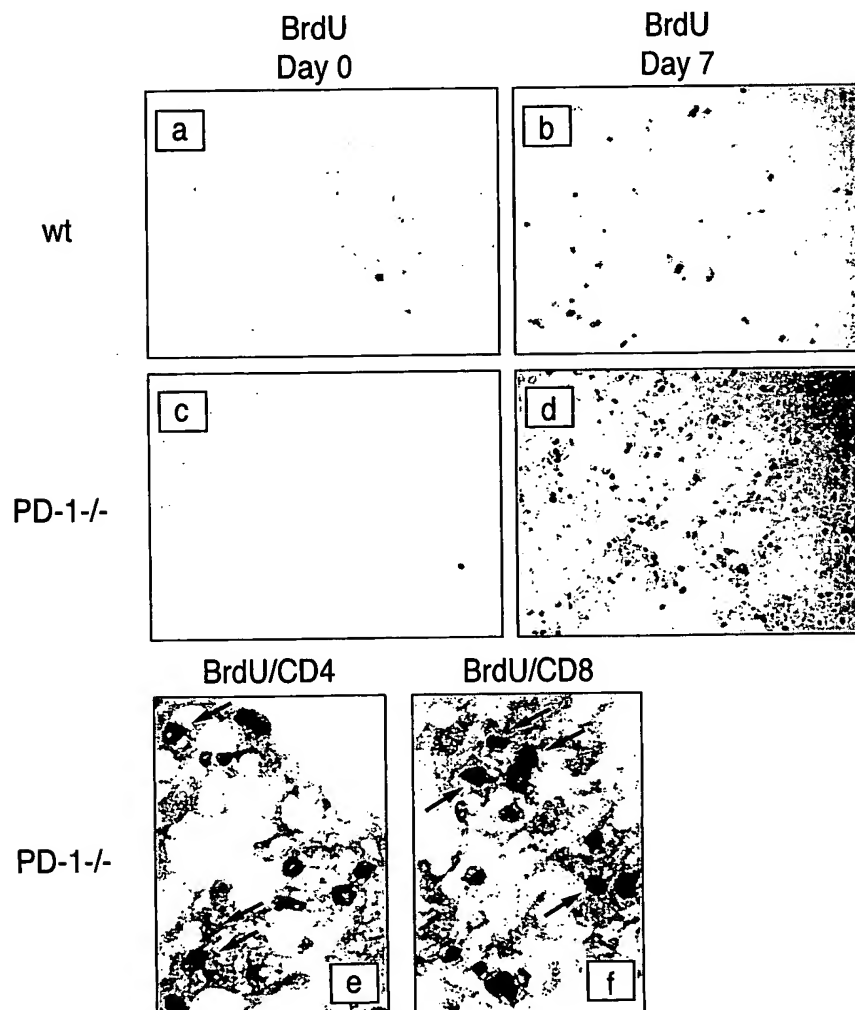 BrdU
Day 0
BrdU
Day 7
wt
a
b
PD-1-/-
c
d
BrdU/CD4
BrdU/CD8
PD-1-/-
e
f